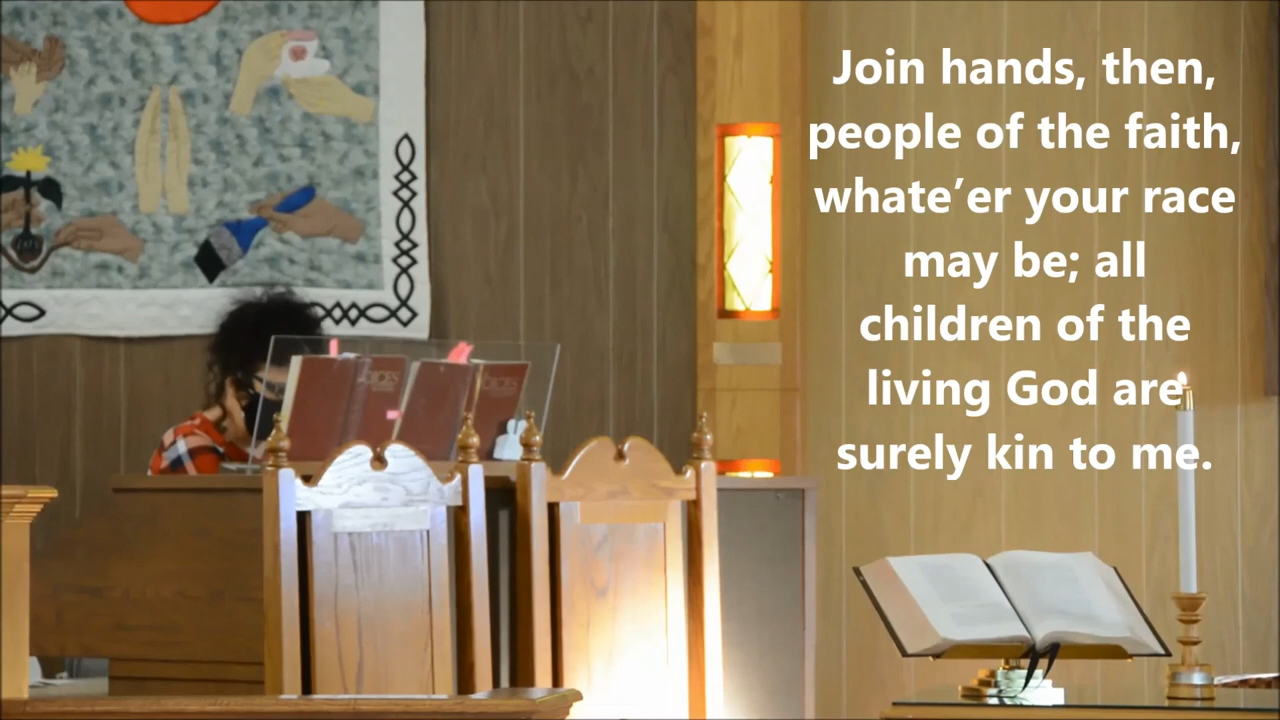 Join hands, then,
people of the faith,
whate’er your race
may be; all
children of the
living God are
surely kin to me.